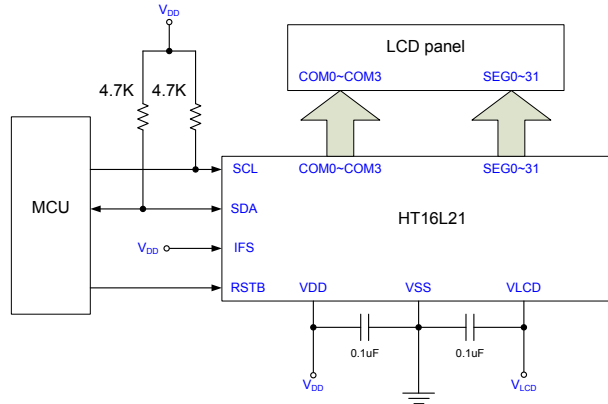 VDD
LCD panel
COM0~COM3 SEG0~31
4.7K 4.7K
SCL COM0~COM3 SEG0~31
MCU SDA HT16L21
VDD IFS
RSTB VDD VSS VLCD
0.1uF 0.1uF
VDD VLCD